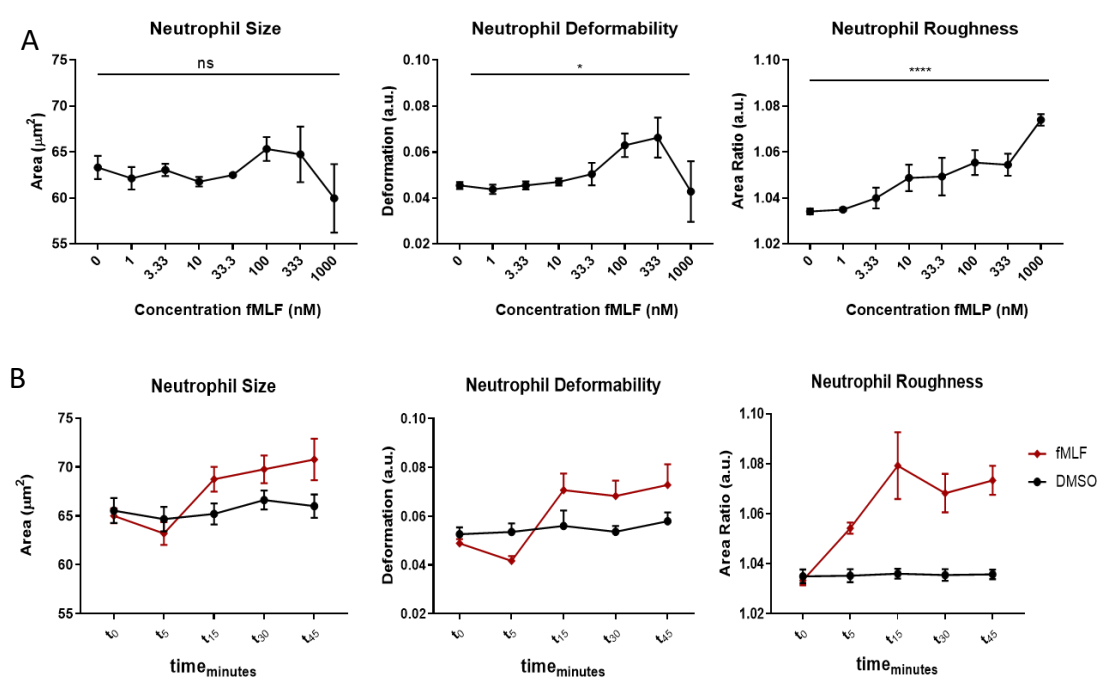 A
Neutrophil Size
Neutrophil Deformability
Neutrophil Roughness
75
70
65
60
55
Area (μm²)
ns
0
1
3.33
10
33.3
100
333
1000
Concentration fMLF (nM)
0.10
0.08
0.06
0.04
0.02
Deformation (a.u.)
*
0
1
3.33
10
33.3
100
333
1000
Concentration fMLF (nM)
1.10
1.08
1.06
1.04
1.02
Area Ratio (a.u.)
****
0
1
3.33
10
33.3
100
333
1000
Concentration fMLP (nM)
B
Neutrophil Size
Neutrophil Deformability
Neutrophil Roughness
75
70
65
60
55
Area (μm²)
t0
t5
t15
t30
t45
timeminutes
0.10
0.08
0.06
0.04
0.02
Deformation (a.u.)
t0
t5
t15
t30
t45
timeminutes
1.10
1.08
1.06
1.04
1.02
Area Ratio (a.u.)
t0
t5
t15
t30
t45
timeminutes
fMLF
DMSO